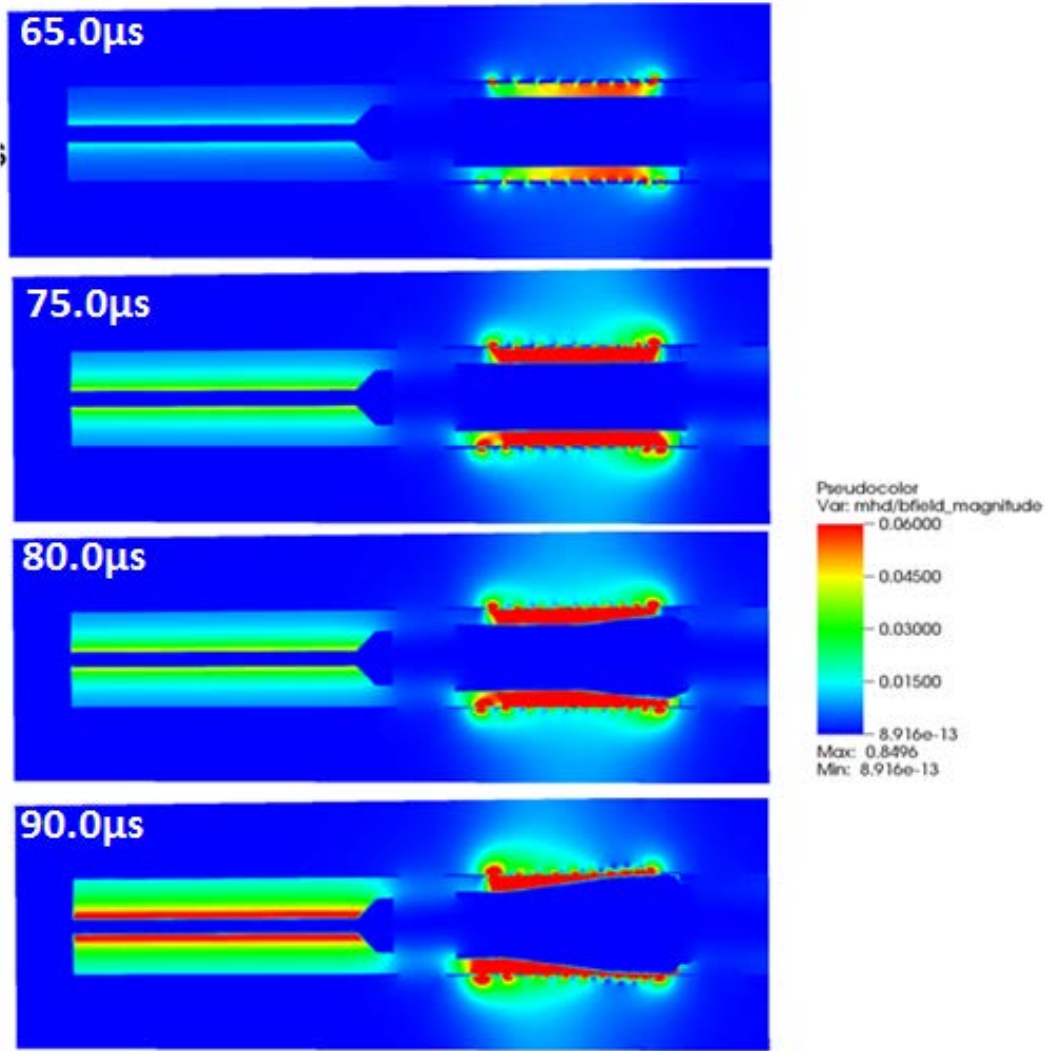 65.0µs
s
75.0µs
80.0µs
90.0µs
Pseudocolor
Var: mhd/bfield_magnitude
0.06000
0.04500
0.03000
0.01500
8.916e-13
Max: 0.8496
Min: 8.916e-13